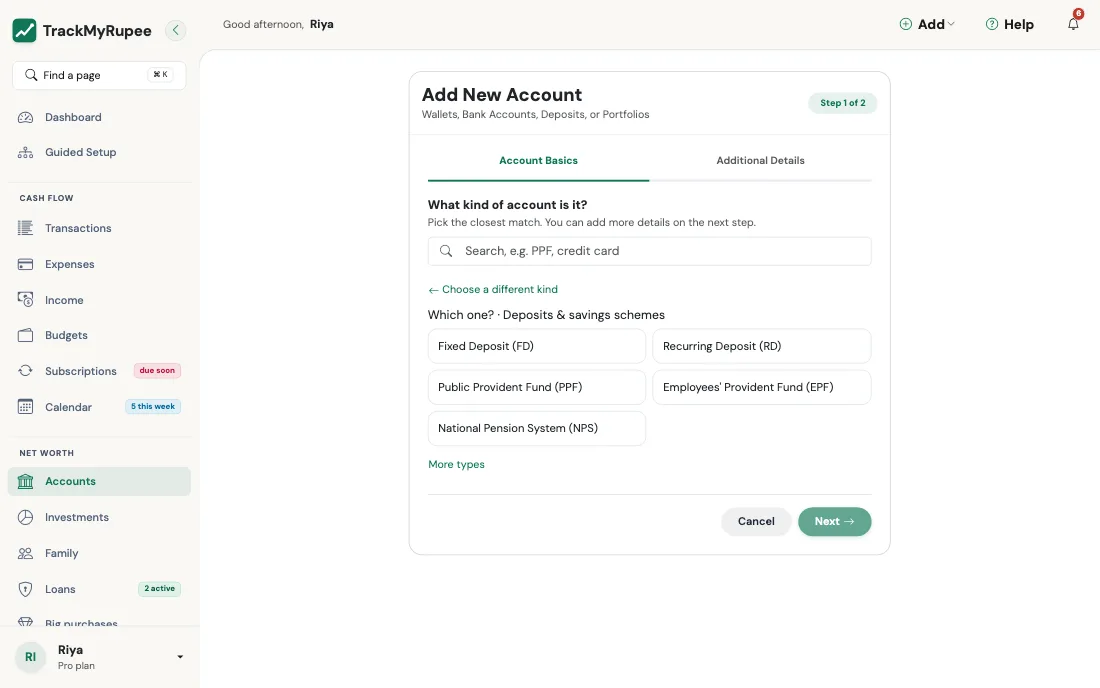 TrackMyRupee
Find a page
⌘ K
Dashboard
Guided Setup
CASH FLOW
Transactions
Expenses
Income
Budgets
Subscriptions due soon
Calendar 5 this week
NET WORTH
Accounts
Investments
Family
Loans 2 active
Big purchases
RI
Riya
Pro plan
Good afternoon, Riya
Add
Help
6
Add New Account
Wallets, Bank Accounts, Deposits, or Portfolios
Step 1 of 2
Account Basics
Additional Details
What kind of account is it?
Pick the closest match. You can add more details on the next step.
Search, e.g. PPF, credit card
← Choose a different kind
Which one? · Deposits & savings schemes
Fixed Deposit (FD)
Recurring Deposit (RD)
Public Provident Fund (PPF)
Employees' Provident Fund (EPF)
National Pension System (NPS)
More types
Cancel
Next →